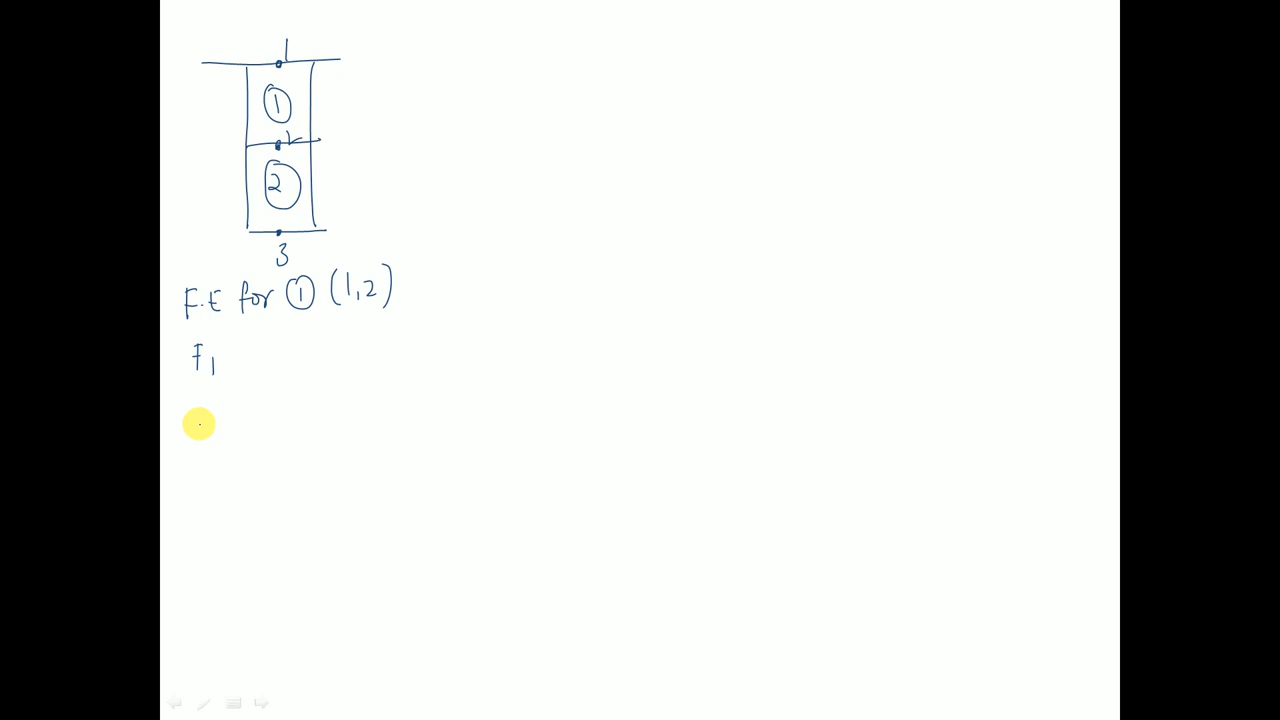 1
①
2
②
3
F.E for ① (1,2)
F1